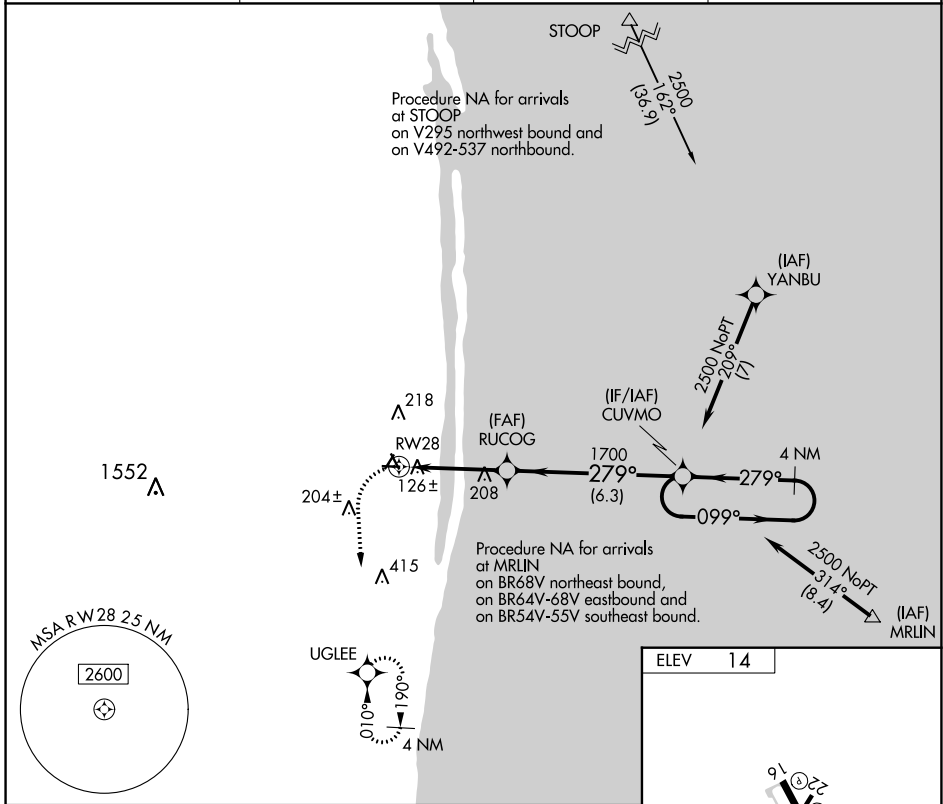 STOOP
2500
162°
(36.9)
Procedure NA for arrivals
at STOOP
on V295 northwest bound and
on V492-537 northbound.
(IAF)
YANBU
2500 NoPT
209°
(7)
(IF/IAF)
CUVMO
(FAF)
RUCOG
218
RW28
1700
279°
(6.3)
4 NM
279°
099°
1552
204±
126±
208
415
Procedure NA for arrivals
at MRLIN
on BR68V northeast bound,
on BR64V-68V eastbound and
on BR54V-55V southeast bound.
2500 NoPT
314°
(8.4)
(IAF)
MRLIN
MSA RW28 25 NM
2600
UGLEE
010°
190°
4 NM
ELEV 14
16
22
P